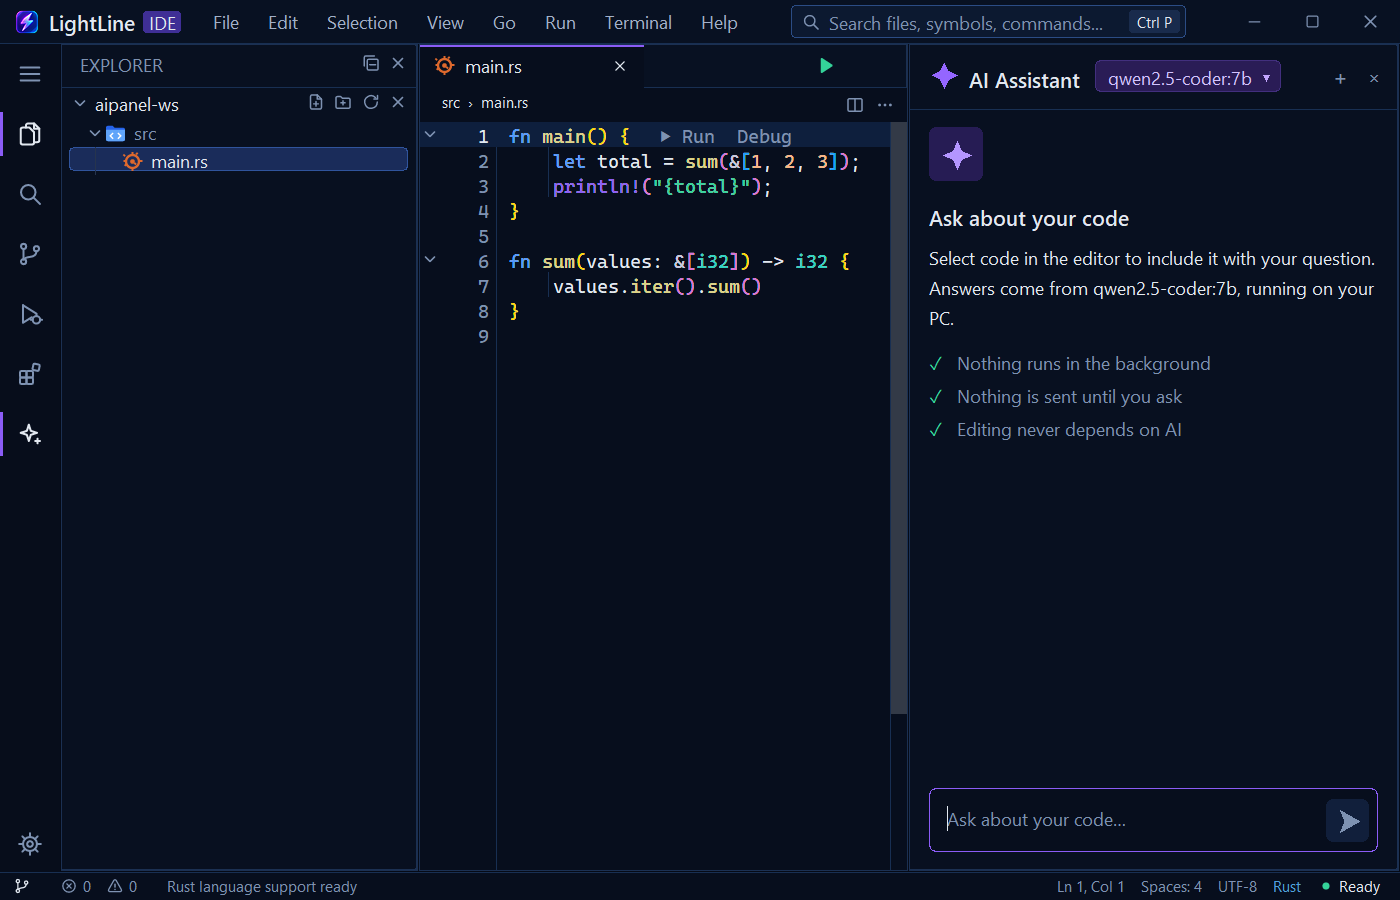 LightLine IDE File Edit Selection View Go Run Terminal Help Search files, symbols, commands... Ctrl P
EXPLORER
aipanel-ws
src
main.rs
main.rs
src › main.rs
1 fn main() { Run Debug
2 let total = sum(&[1, 2, 3]);
3 println!("{total}");
4 }
5
6 fn sum(values: &[i32]) -> i32 {
7 values.iter().sum()
8 }
9
AI Assistant qwen2.5-coder:7b
Ask about your code
Select code in the editor to include it with your question.
Answers come from qwen2.5-coder:7b, running on your
PC.
✓ Nothing runs in the background
✓ Nothing is sent until you ask
✓ Editing never depends on AI
Ask about your code...
0 0 Rust language support ready Ln 1, Col 1 Spaces: 4 UTF-8 Rust Ready